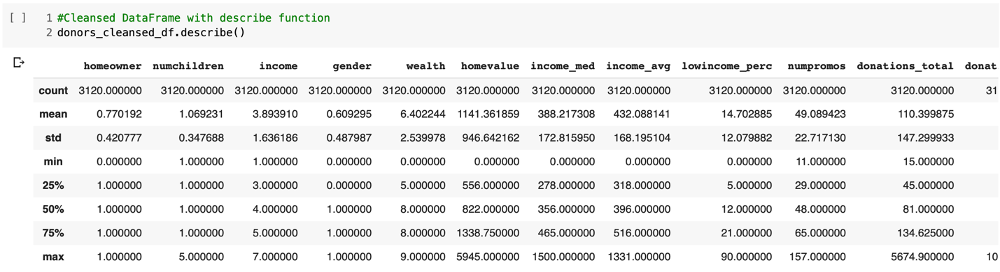 [ ] 1 #Cleansed DataFrame with describe function
2 donors_cleansed_df.describe()
homeowner numchildren income gender wealth homevalue income_med income_avg lowincome_perc numpromos donations_total donat
count 3120.000000 3120.000000 3120.000000 3120.000000 3120.000000 3120.000000 3120.000000 3120.000000 3120.000000 3120.000000 3120.000000 31
mean 0.770192 1.069231 3.893910 0.609295 6.402244 1141.361859 388.217308 432.088141 14.702885 49.089423 110.399875
std 0.420777 0.347688 1.636186 0.487987 2.539978 946.642162 172.815950 168.195104 12.079882 22.717130 147.299933
min 0.000000 1.000000 1.000000 0.000000 0.000000 0.000000 0.000000 0.000000 0.000000 11.000000 15.000000
25% 1.000000 1.000000 3.000000 0.000000 5.000000 556.000000 278.000000 318.000000 5.000000 29.000000 45.000000
50% 1.000000 1.000000 4.000000 1.000000 8.000000 822.000000 356.000000 396.000000 12.000000 48.000000 81.000000
75% 1.000000 1.000000 5.000000 1.000000 8.000000 1338.750000 465.000000 516.000000 21.000000 65.000000 134.625000
max 1.000000 5.000000 7.000000 1.000000 9.000000 5945.000000 1500.000000 1331.000000 90.000000 157.000000 5674.900000 10